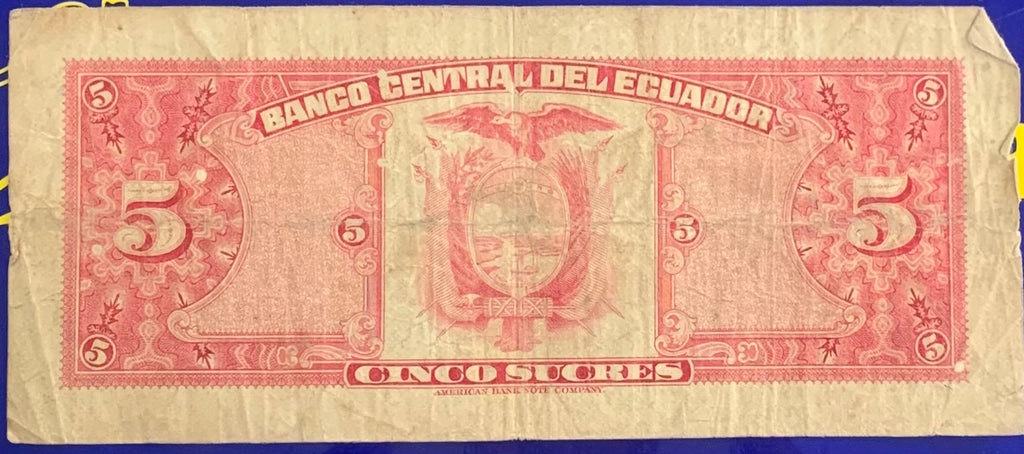 5 5
BANCO CENTRAL DEL ECUADOR
5 5
5 5
5 5
CINCO SUCRES
AMERICAN BANK NOTE COMPANY.